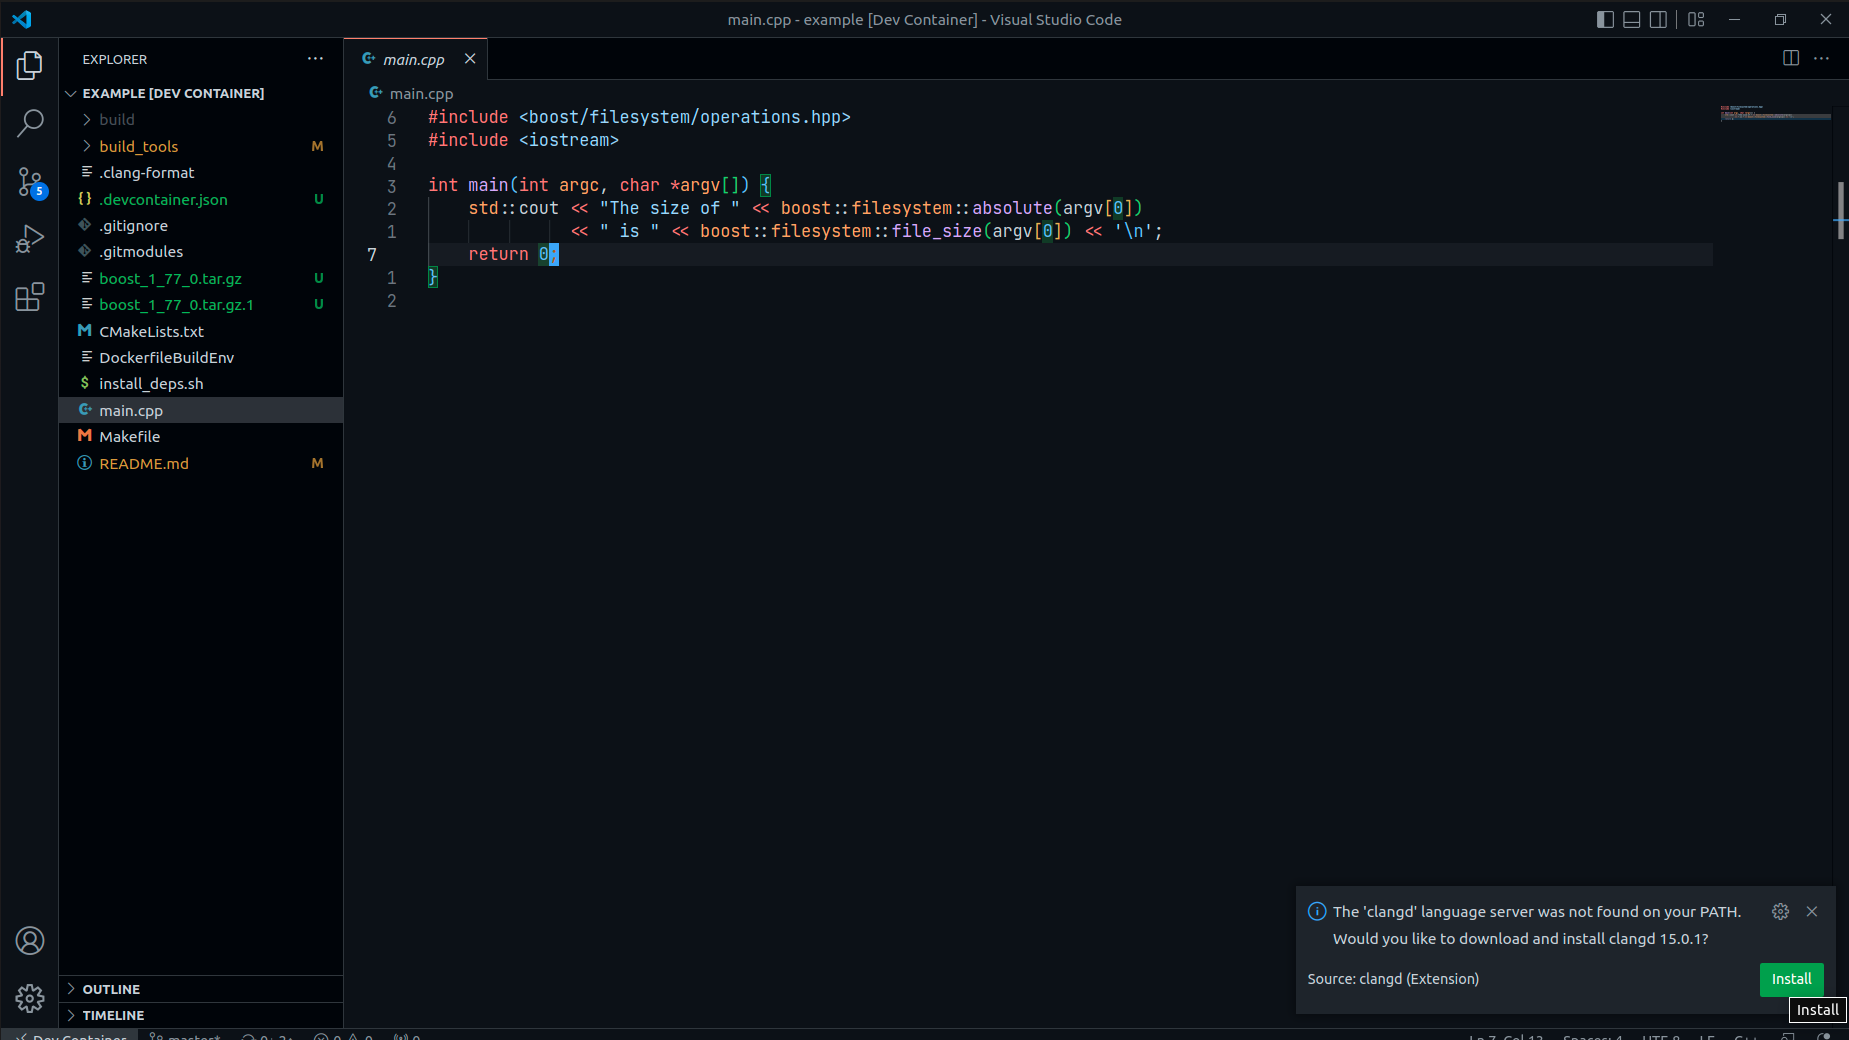 main.cpp - example [Dev Container] - Visual Studio Code
EXPLORER
EXAMPLE [DEV CONTAINER]
build
build_tools M
.clang-format
{} .devcontainer.json U
.gitignore
.gitmodules
boost_1_77_0.tar.gz U
boost_1_77_0.tar.gz.1 U
M CMakeLists.txt
DockerfileBuildEnv
$ install_deps.sh
main.cpp
M Makefile
README.md M
OUTLINE
TIMELINE
5
main.cpp
main.cpp
6 #include <boost/filesystem/operations.hpp>
5 #include <iostream>
4
3 int main(int argc, char *argv[]) {
2 std::cout << "The size of " << boost::filesystem::absolute(argv[0])
1 << " is " << boost::filesystem::file_size(argv[0]) << '\n';
7 return 0;
1 }
2
The 'clangd' language server was not found on your PATH.
Would you like to download and install clangd 15.0.1?
Source: clangd (Extension)
Install
Install
Dev Container master* 0↓ 2↑ 0 0 0 Ln 7, Col 13 Spaces: 4 UTF-8 LF C++